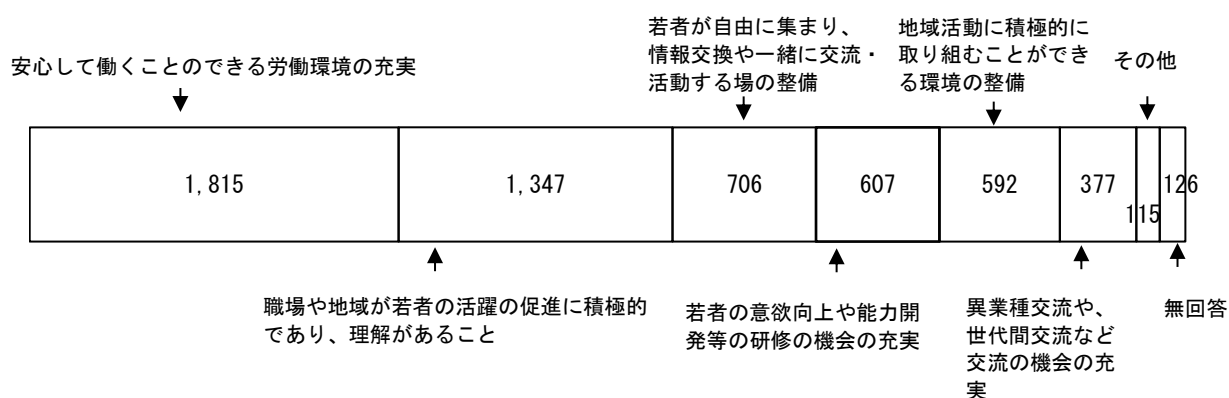 若者が自由に集まり、
情報交換や一緒に交流・
活動する場の整備
地域活動に積極的に
取り組むことができ
る環境の整備
その他
安心して働くことのできる労働環境の充実
1,815
1,347
706
607
592
377
115
126
職場や地域が若者の活躍の促進に積極的
であり、理解があること
若者の意欲向上や能力開
発等の研修の機会の充実
異業種交流や、
世代間交流など
交流の機会の充
実
無回答